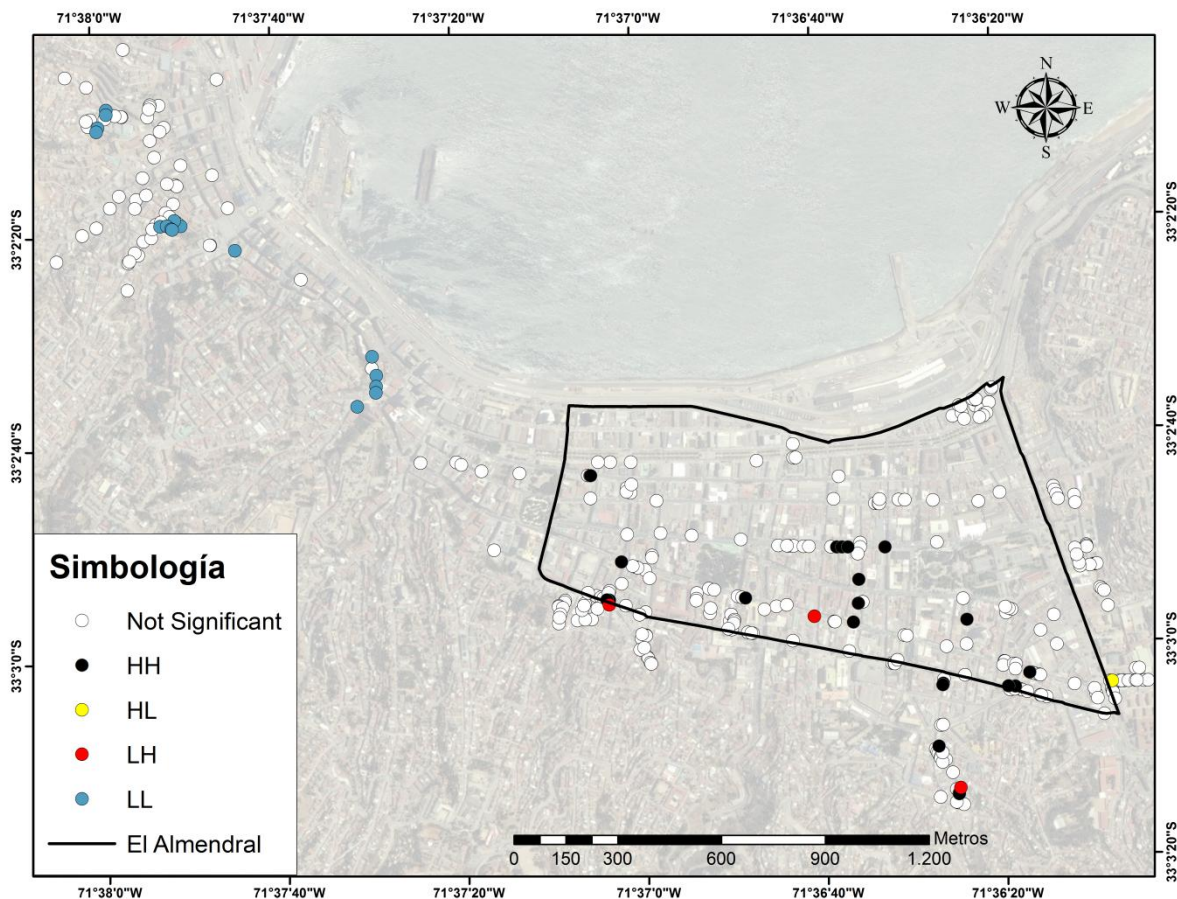 71°38'0"W 71°37'40"W 71°37'20"W 71°37'0"W 71°36'40"W 71°36'20"W
N
W E
S
33°2'20"S 33°2'20"S
33°2'40"S 33°2'40"S
33°3'0"S 33°3'0"S
33°3'20"S
Simbología
Not Significant
HH
HL
LH
LL
El Almendral
Metros
0 150 300 600 900 1.200
71°38'0"W 71°37'40"W 71°37'20"W 71°37'0"W 71°36'40"W 71°36'20"W